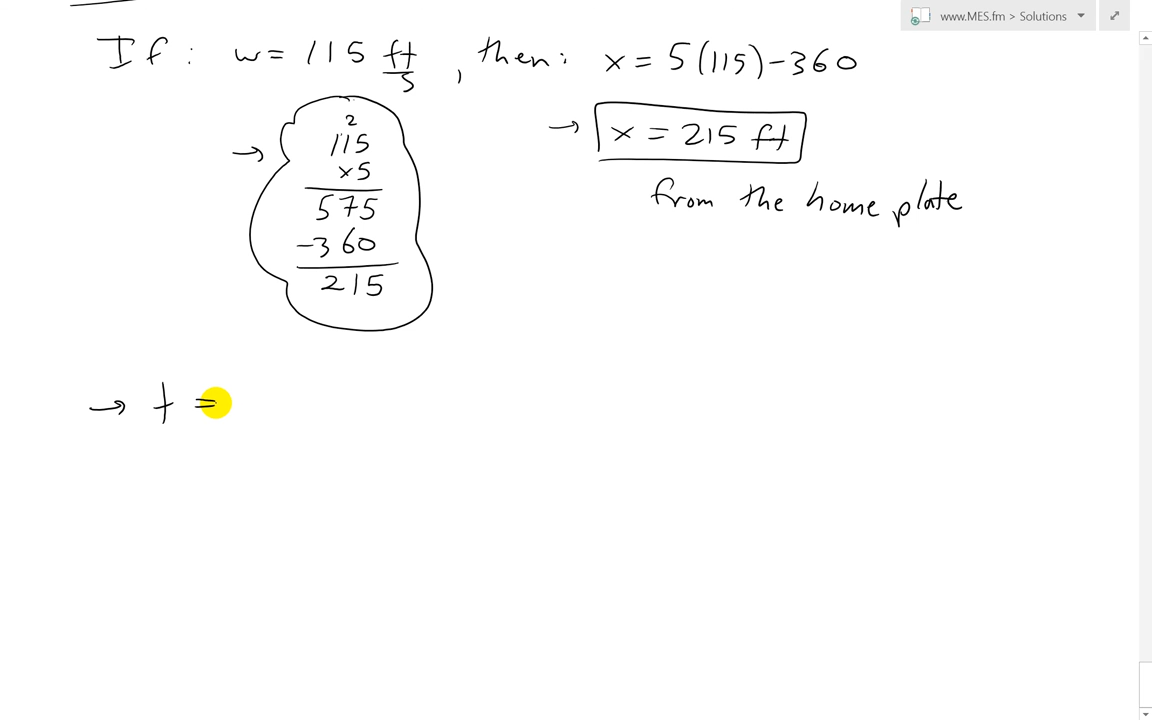 www.MES.fm > Solutions
If: w = 115 ft/s, then: x = 5(115) - 360
→ x = 215 ft
from the home plate
→
2
115
×5
575
-360
215
→ t =